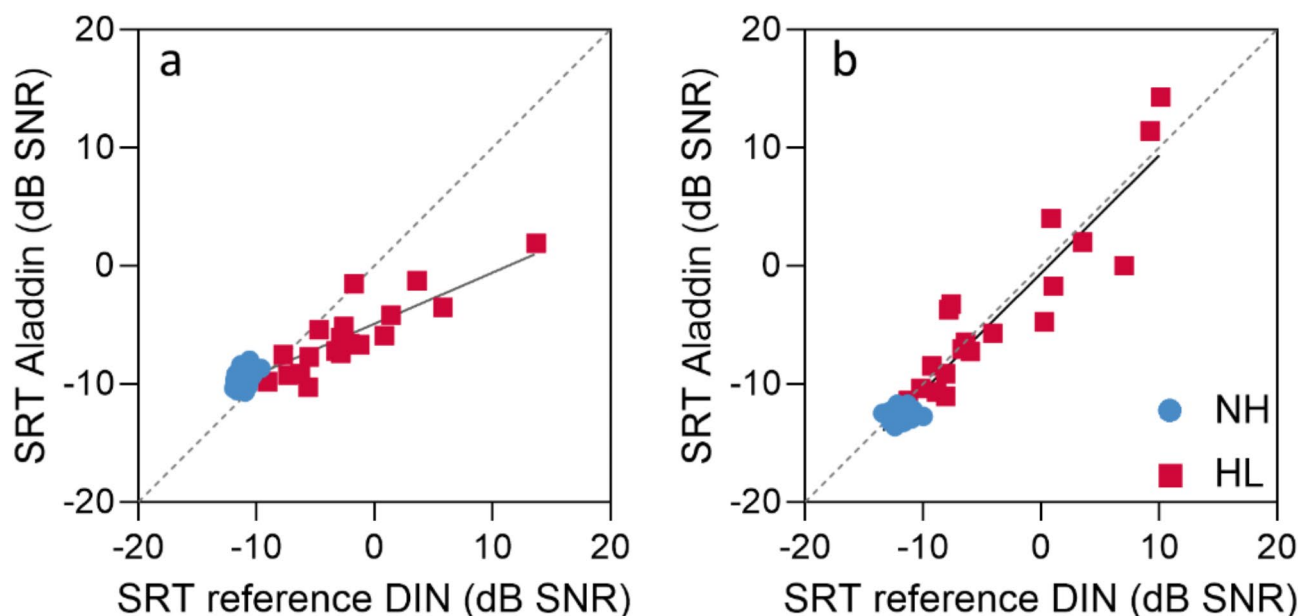 a
SRT Aladdin (dB SNR)
20
10
0
-10
-20
-20 -10 0 10 20
SRT reference DIN (dB SNR)
b
SRT Aladdin (dB SNR)
20
10
0
-10
-20
NH
HL
-20 -10 0 10 20
SRT reference DIN (dB SNR)